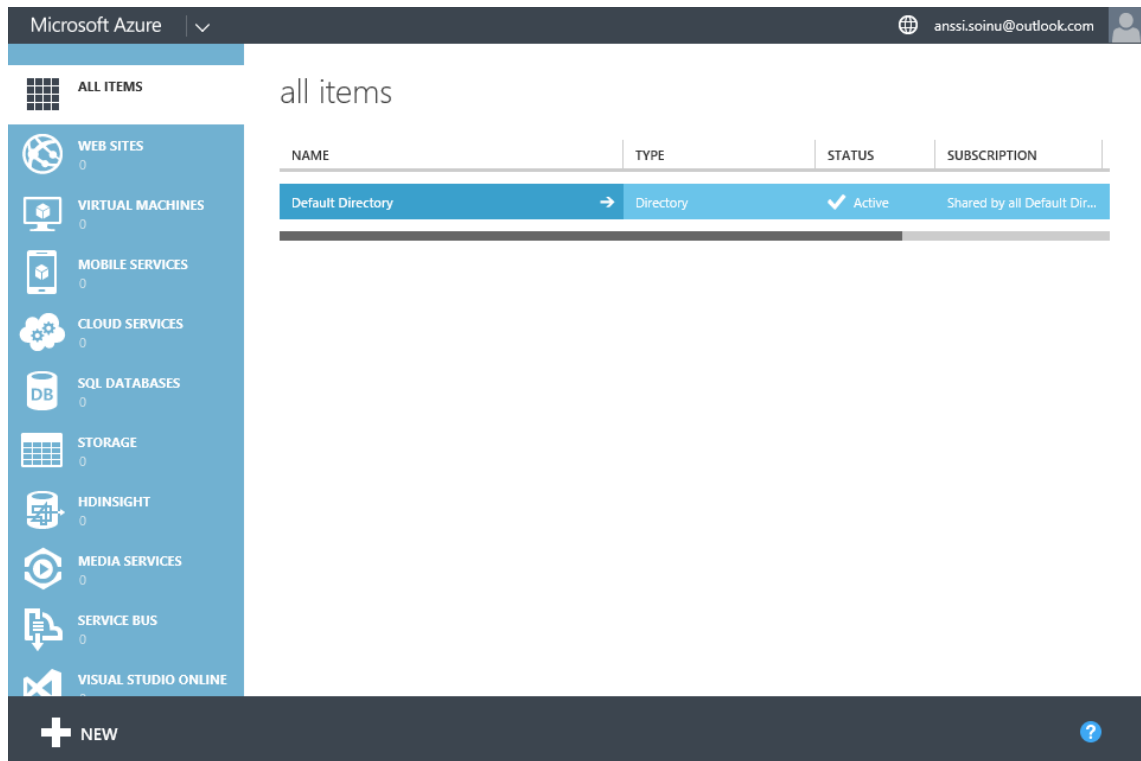 Microsoft Azure
anssi.soinu@outlook.com
ALL ITEMS
WEB SITES
0
VIRTUAL MACHINES
0
MOBILE SERVICES
0
CLOUD SERVICES
0
DB
SQL DATABASES
0
STORAGE
0
HDINSIGHT
0
MEDIA SERVICES
0
SERVICE BUS
0
VISUAL STUDIO ONLINE
all items
NAME TYPE STATUS SUBSCRIPTION
Default Directory Directory Active Shared by all Default Dir...
NEW
?